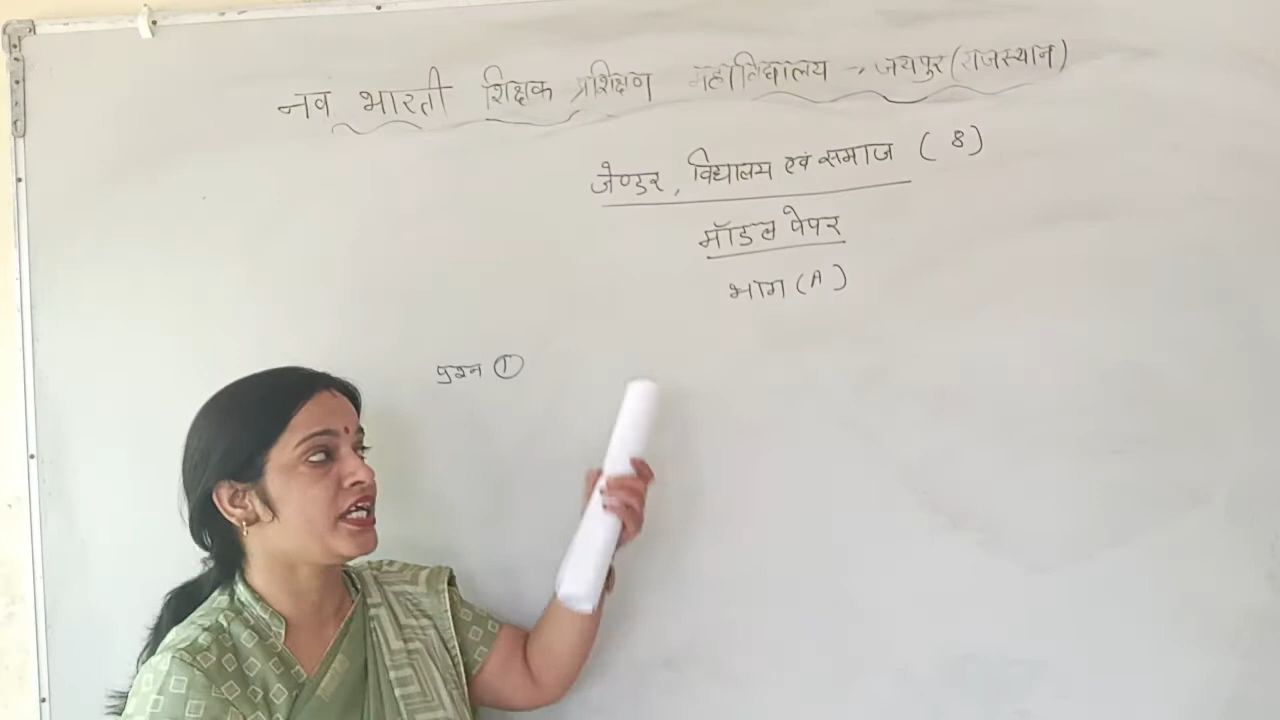 नव भारती शिक्षक प्रशिक्षण महाविद्यालय → जयपुर (राजस्थान)
जेण्डर, विद्यालय एवं समाज (8)
मॉडल पेपर
भाग (A)
प्रश्न ①